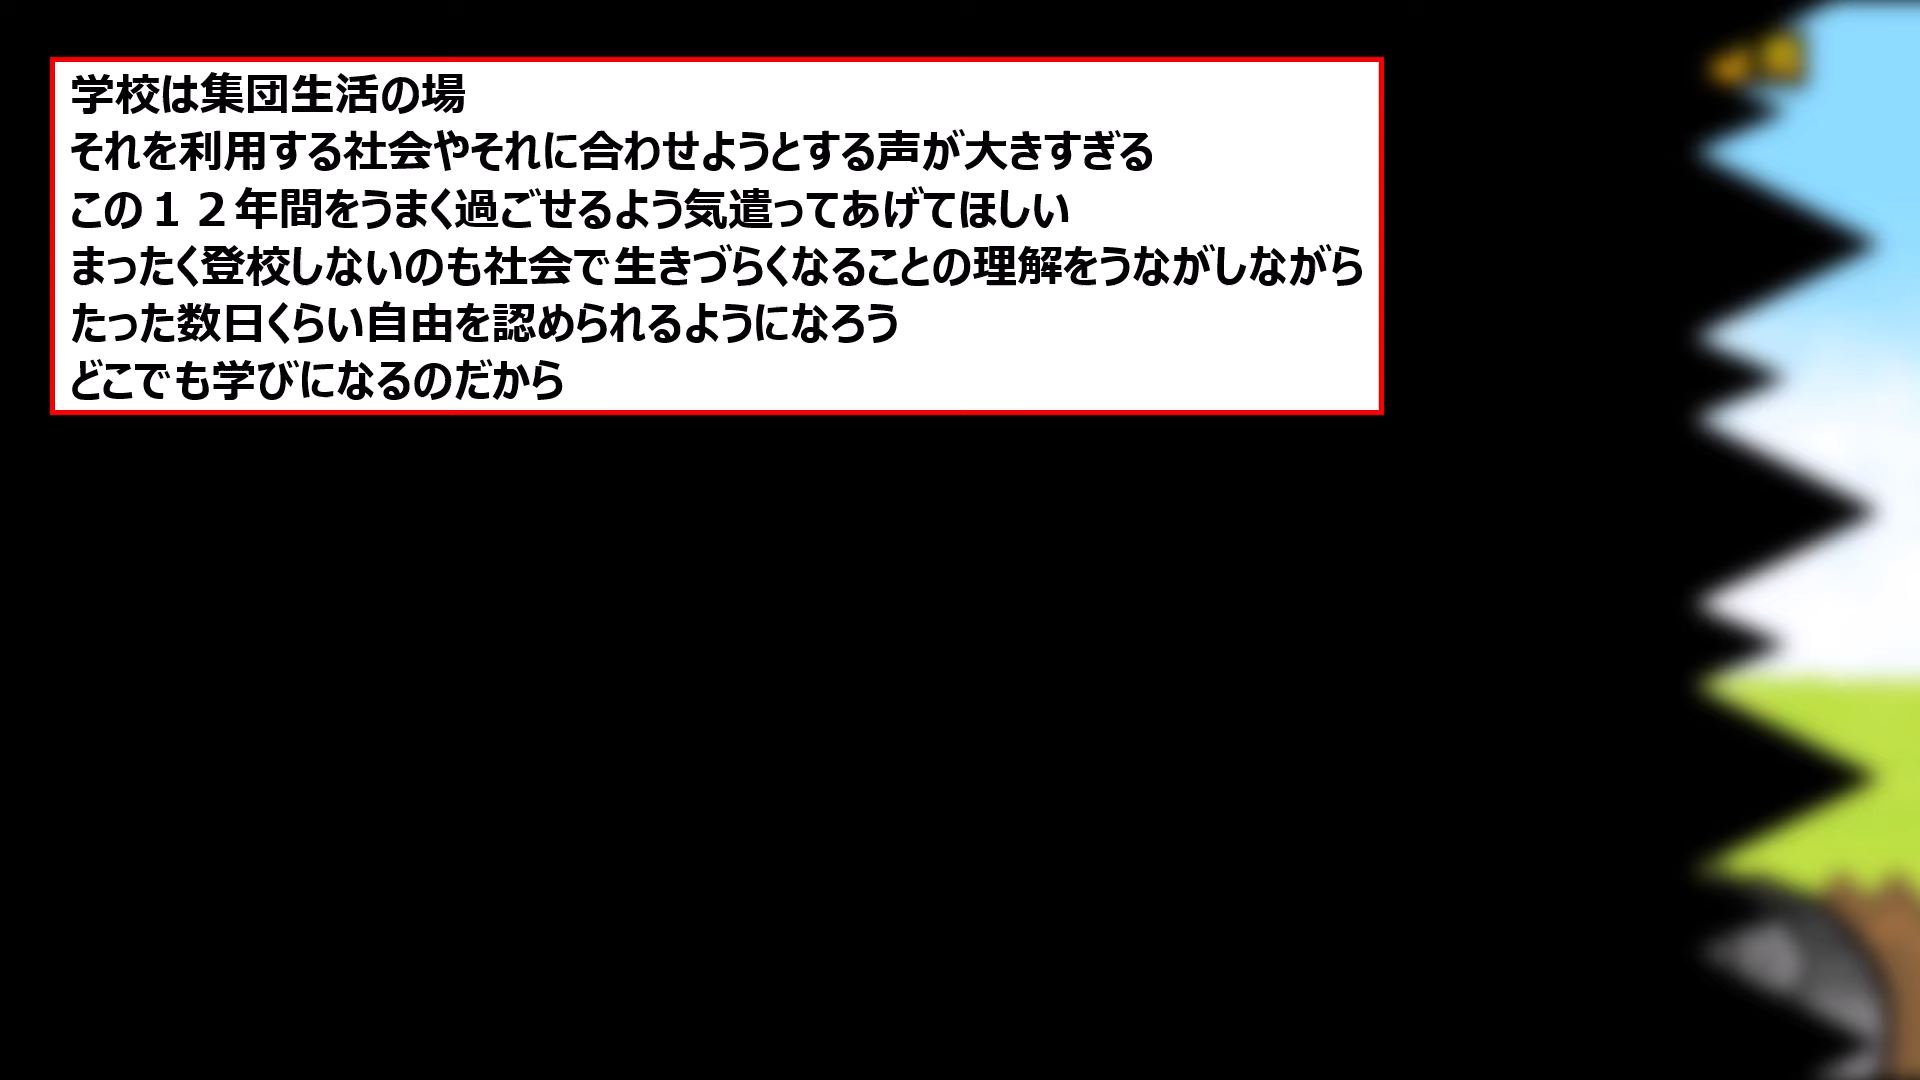 学校は集団生活の場
それを利用する社会やそれに合わせようとする声が大きすぎる
この１２年間をうまく過ごせるよう気遣ってあげてほしい
まったく登校しないのも社会で生きづらくなることの理解をうながしながら
たった数日くらい自由を認められるようになろう
どこでも学びになるのだから